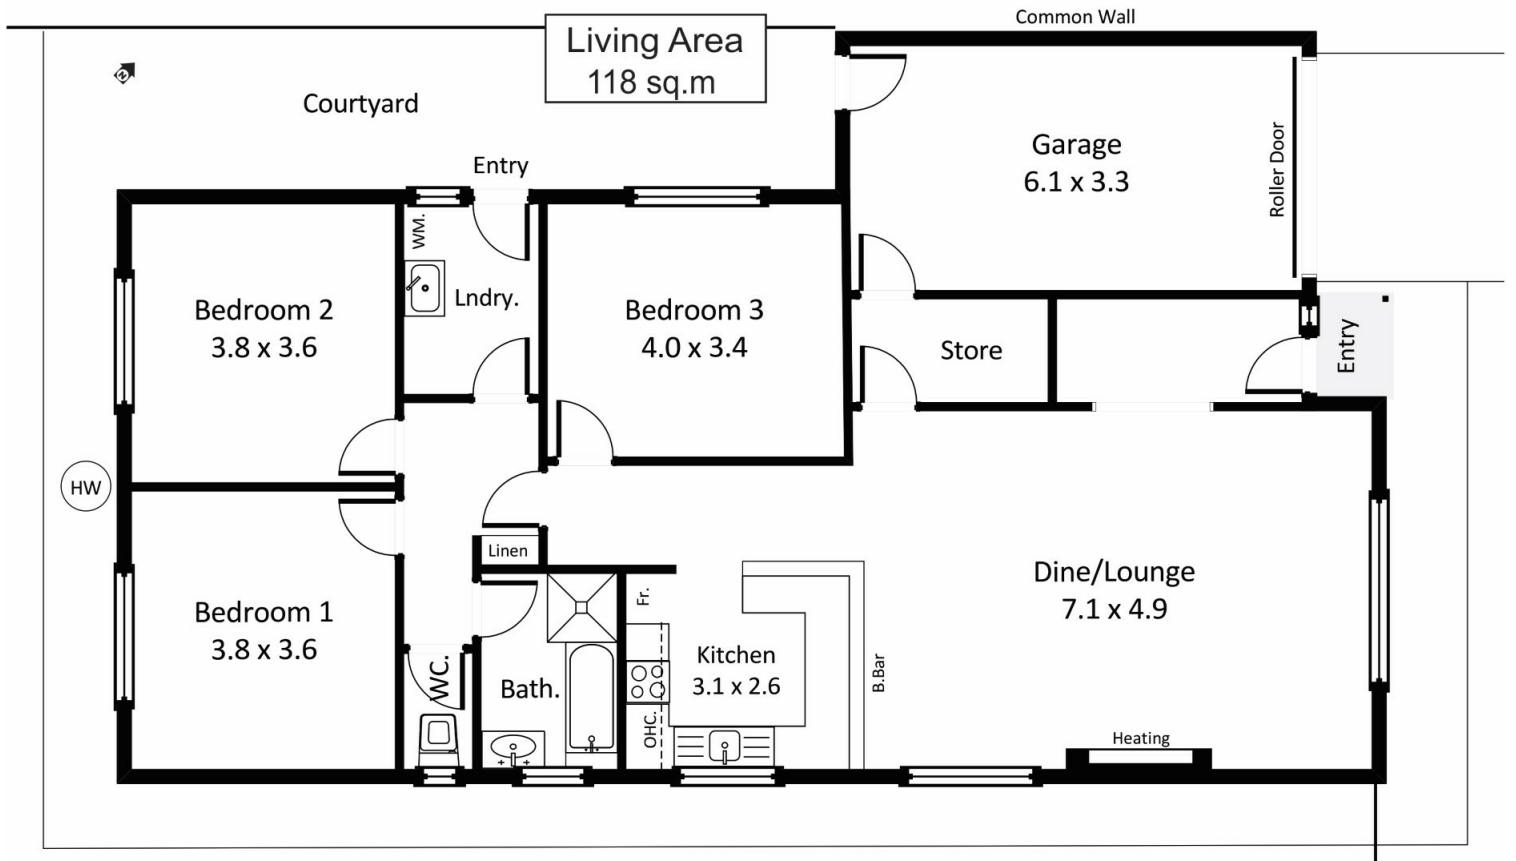 Common Wall
Living Area
118 sq.m
N
Courtyard
Entry
Garage
6.1 x 3.3
Roller Door
WM.
Lndry.
Bedroom 2
3.8 x 3.6
Bedroom 3
4.0 x 3.4
Store
Entry
HW
Linen
Bedroom 1
3.8 x 3.6
WC.
Bath.
Fr.
Kitchen
3.1 x 2.6
OHC.
B.Bar
Dine/Lounge
7.1 x 4.9
Heating